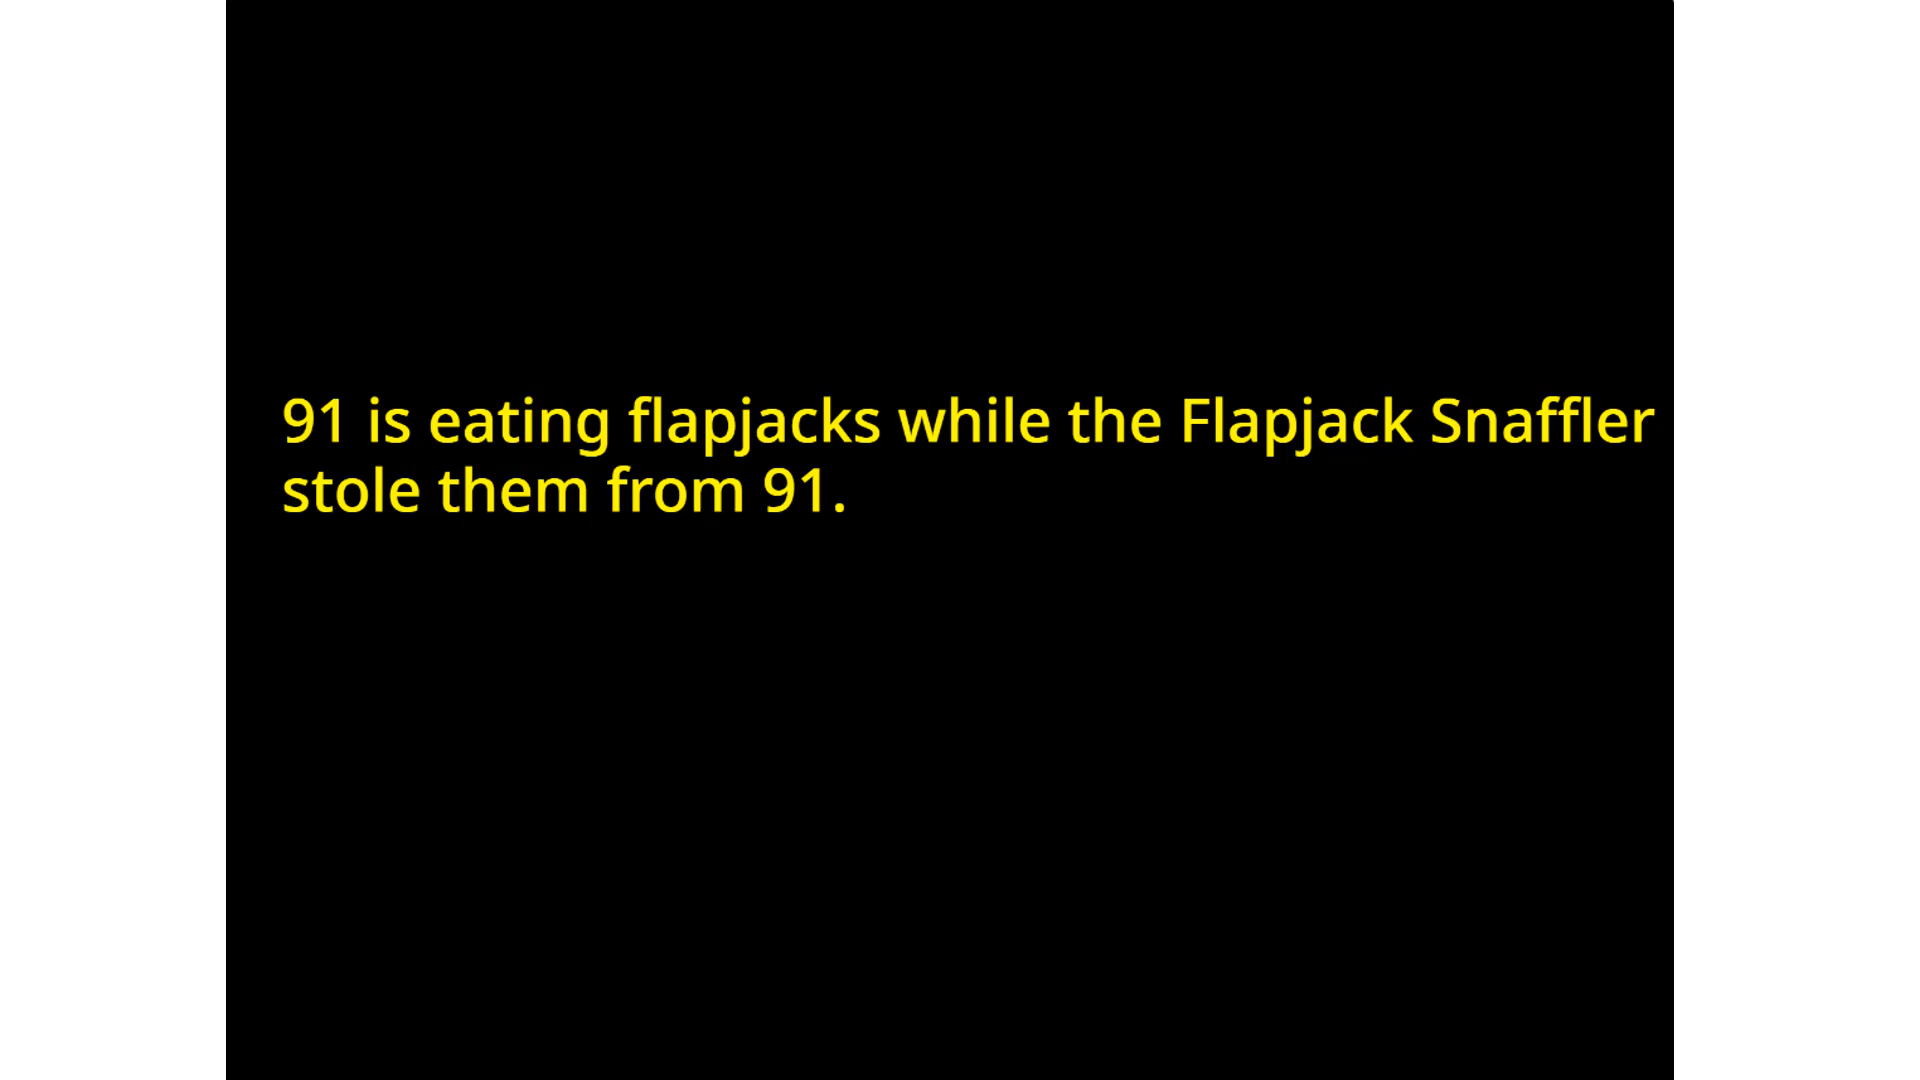 91 is eating flapjacks while the Flapjack Snaffler
stole them from 91.